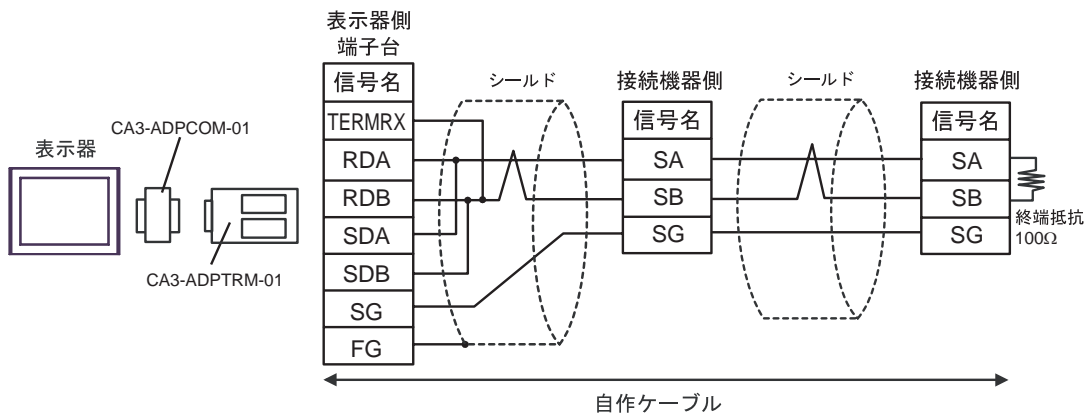 表示器
CA3-ADPCOM-01
CA3-ADPTRM-01
表示器側
端子台
信号名
TERMRX
RDA
RDB
SDA
SDB
SG
FG
シールド
接続機器側
信号名
SA
SB
SG
シールド
接続機器側
信号名
SA
SB
SG
終端抵抗
100Ω
自作ケーブル